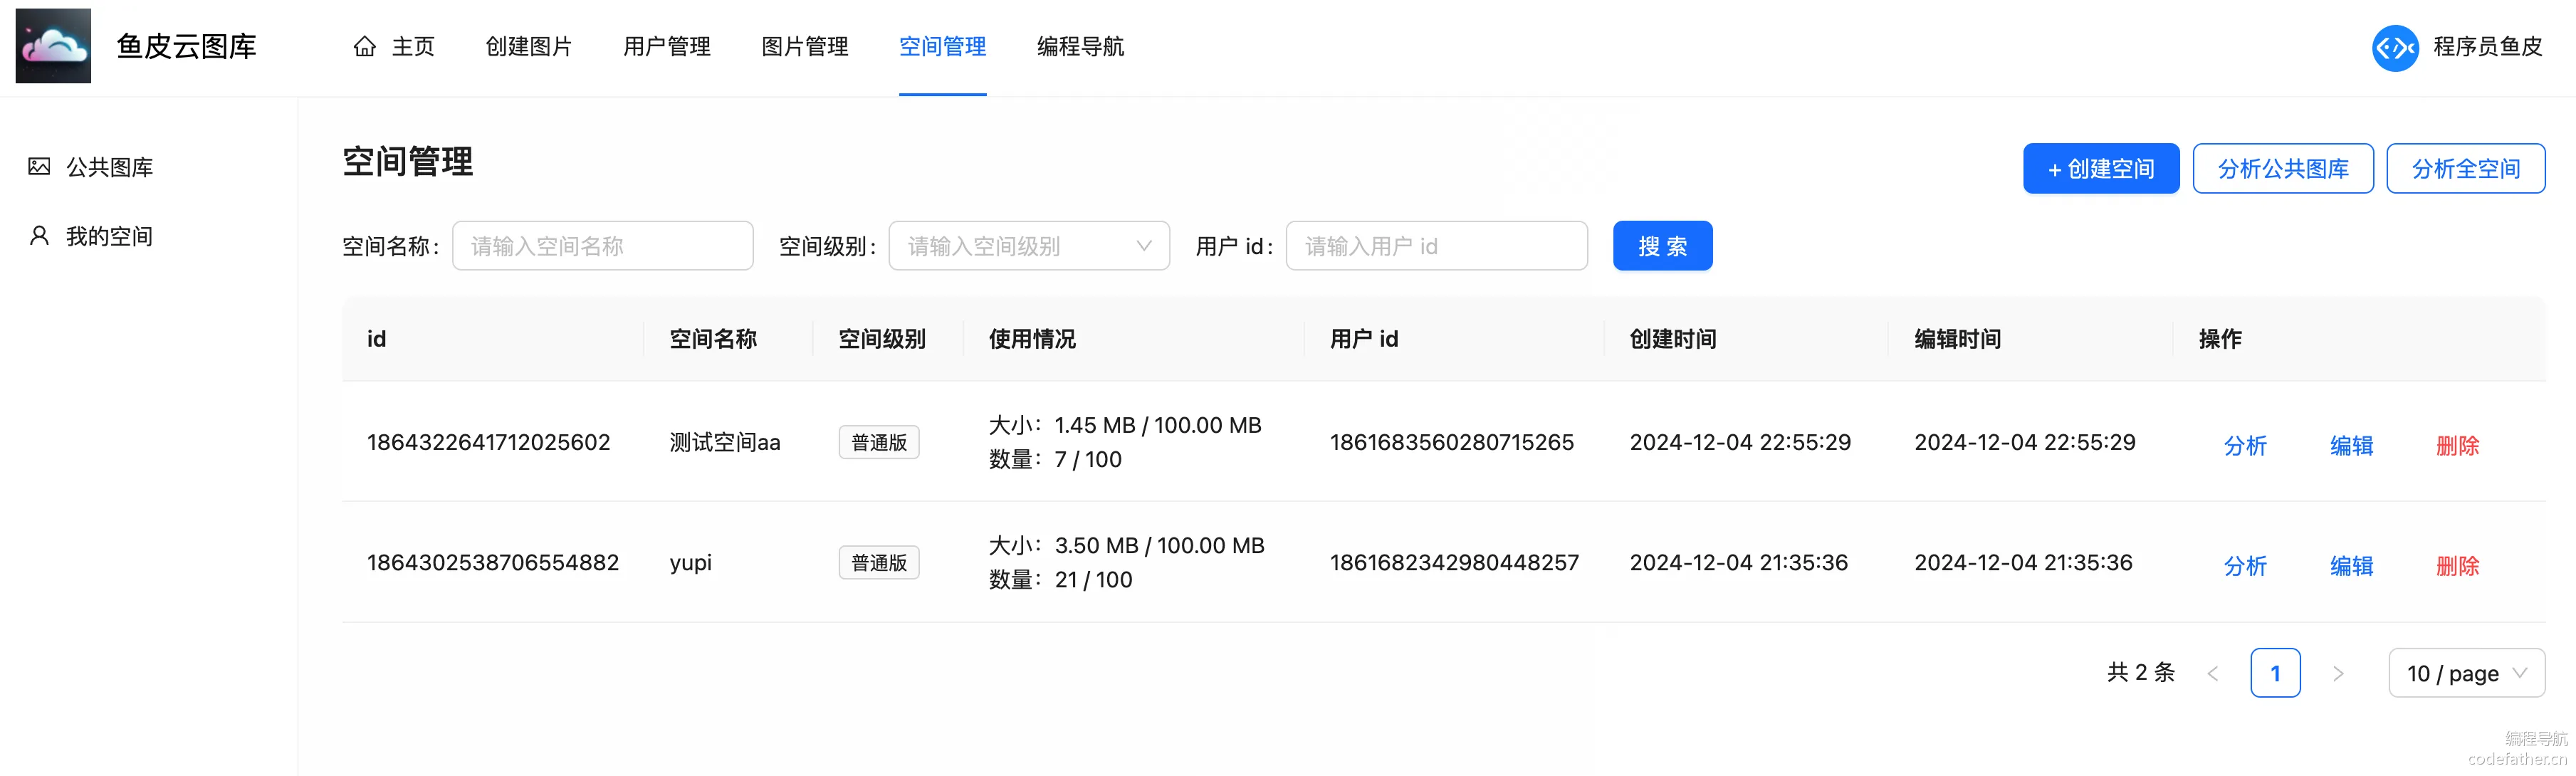 鱼皮云图库 主页 创建图片 用户管理 图片管理 空间管理 编程导航 程序员鱼皮
公共图库
我的空间
空间管理
+ 创建空间 分析公共图库 分析全空间
空间名称: 请输入空间名称 空间级别: 请输入空间级别 用户 id: 请输入用户 id 搜 索
id 空间名称 空间级别 使用情况 用户 id 创建时间 编辑时间 操作
1864322641712025602 测试空间aa 普通版 大小：1.45 MB / 100.00 MB 1861683560280715265 2024-12-04 22:55:29 2024-12-04 22:55:29 分析 编辑 删除
数量：7 / 100
1864302538706554882 yupi 普通版 大小：3.50 MB / 100.00 MB 1861682342980448257 2024-12-04 21:35:36 2024-12-04 21:35:36 分析 编辑 删除
数量：21 / 100
共 2 条 < 1 > 10 / page
编程导航
codefather.cn